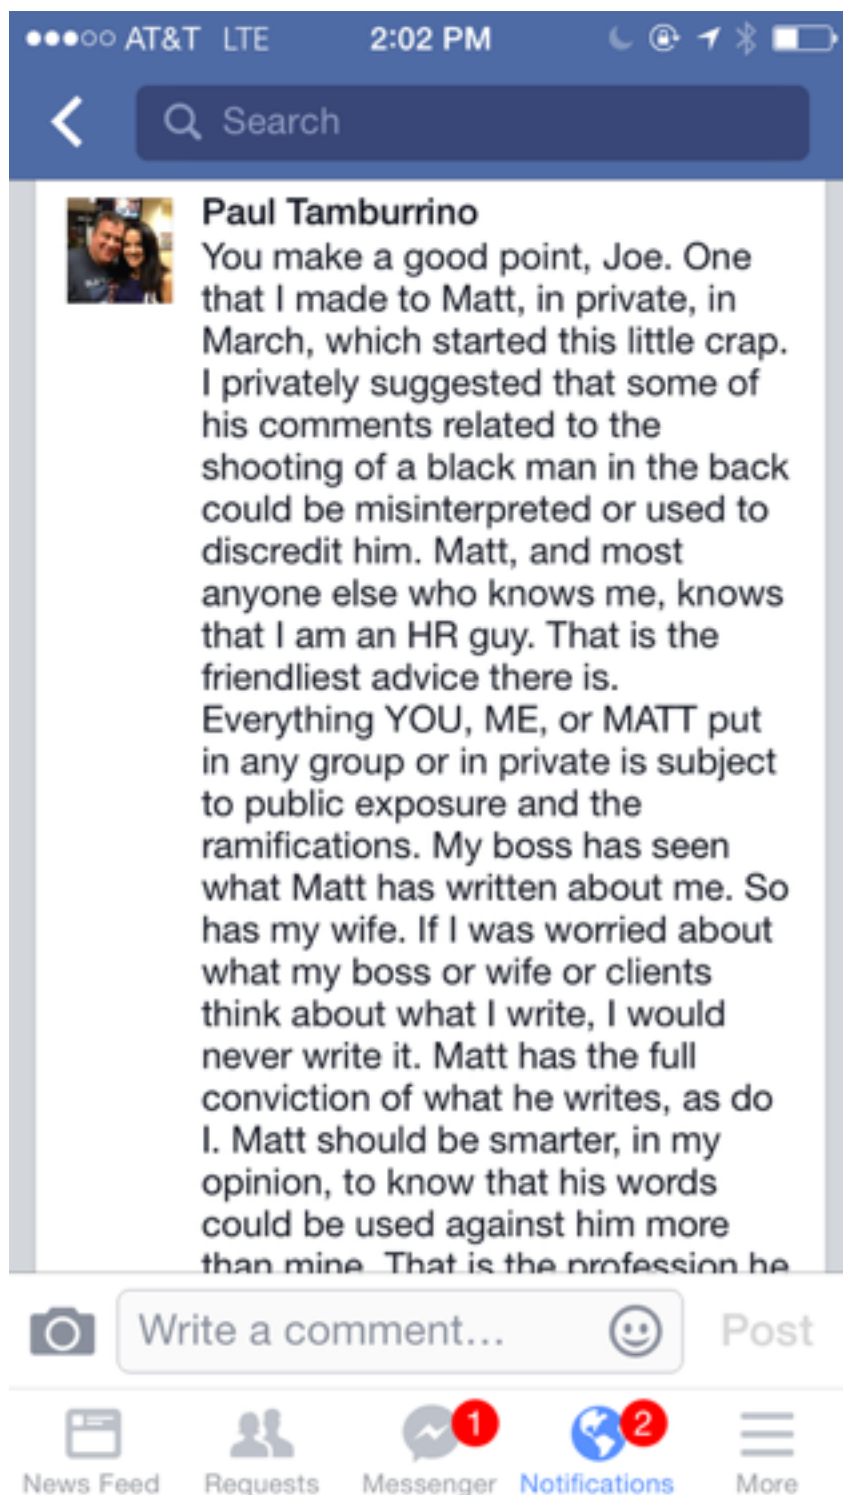 AT&T LTE 2:02 PM
Search
Paul Tamburrino
You make a good point, Joe. One
that I made to Matt, in private, in
March, which started this little crap.
I privately suggested that some of
his comments related to the
shooting of a black man in the back
could be misinterpreted or used to
discredit him. Matt, and most
anyone else who knows me, knows
that I am an HR guy. That is the
friendliest advice there is.
Everything YOU, ME, or MATT put
in any group or in private is subject
to public exposure and the
ramifications. My boss has seen
what Matt has written about me. So
has my wife. If I was worried about
what my boss or wife or clients
think about what I write, I would
never write it. Matt has the full
conviction of what he writes, as do
I. Matt should be smarter, in my
opinion, to know that his words
could be used against him more
than mine. That is the profession he
Write a comment... Post
1 2
News Feed Requests Messenger Notifications More